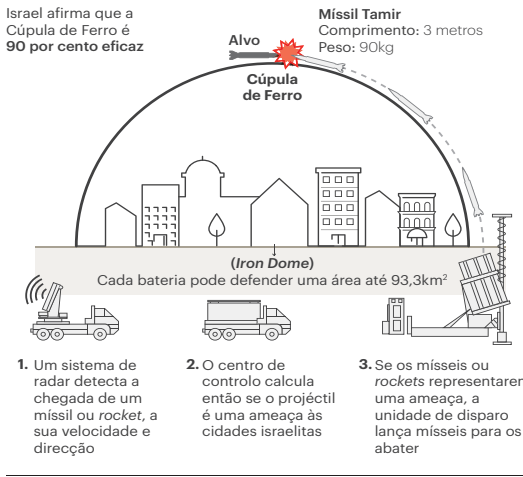 Israel afirma que a
Cúpula de Ferro é
90 por cento eficaz
Míssil Tamir
Comprimento: 3 metros
Peso: 90kg
Alvo
Cúpula
de Ferro
(Iron Dome)
Cada bateria pode defender uma área até 93,3km²
1. Um sistema de
radar detecta a
chegada de um
míssil ou rocket, a
sua velocidade e
direcção
2. O centro de
controlo calcula
então se o projéctil
é uma ameaça às
cidades israelitas
3. Se os mísseis ou
rockets representarem
uma ameaça, a
unidade de disparo
lança mísseis para os
abater